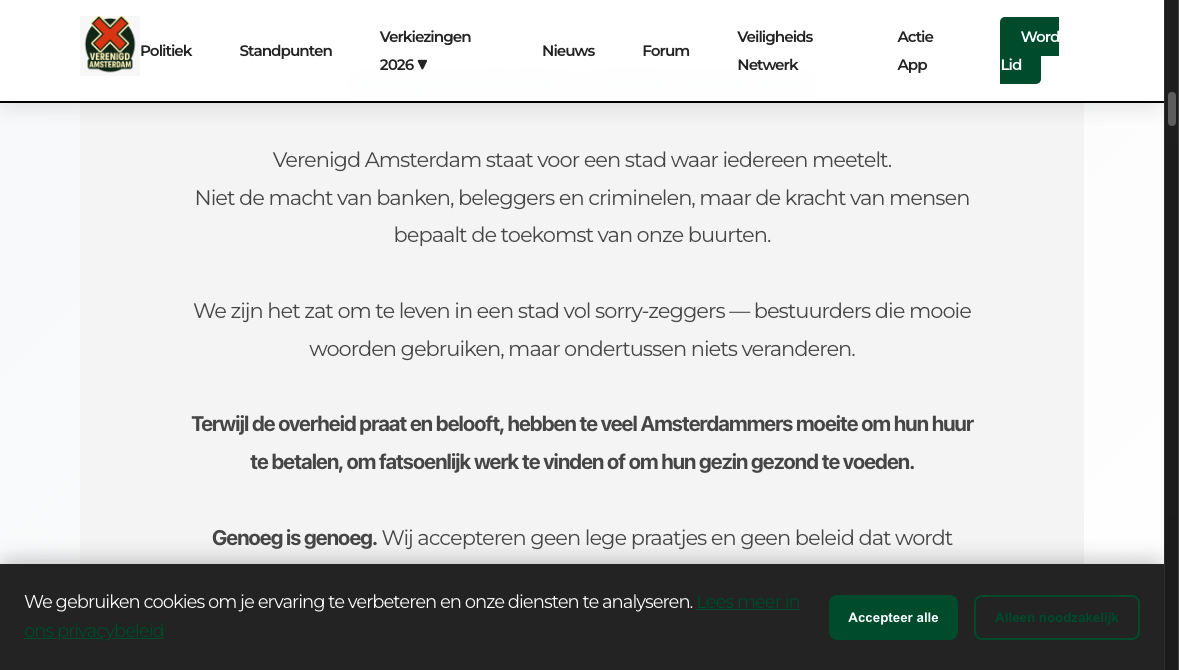 VERENIGD
AMSTERDAM
Politiek
Standpunten
Verkiezingen
2026 ▼
Nieuws
Forum
Veiligheids
Netwerk
Actie
App
Word
Lid
Verenigd Amsterdam staat voor een stad waar iedereen meetelt.
Niet de macht van banken, beleggers en criminelen, maar de kracht van mensen
bepaalt de toekomst van onze buurten.
We zijn het zat om te leven in een stad vol sorry-zeggers — bestuurders die mooie
woorden gebruiken, maar ondertussen niets veranderen.
Terwijl de overheid praat en belooft, hebben te veel Amsterdammers moeite om hun huur
te betalen, om fatsoenlijk werk te vinden of om hun gezin gezond te voeden.
Genoeg is genoeg. Wij accepteren geen lege praatjes en geen beleid dat wordt
We gebruiken cookies om je ervaring te verbeteren en onze diensten te analyseren. Lees meer in
ons privacybeleid
Accepteer alle
Alleen noodzakelijk